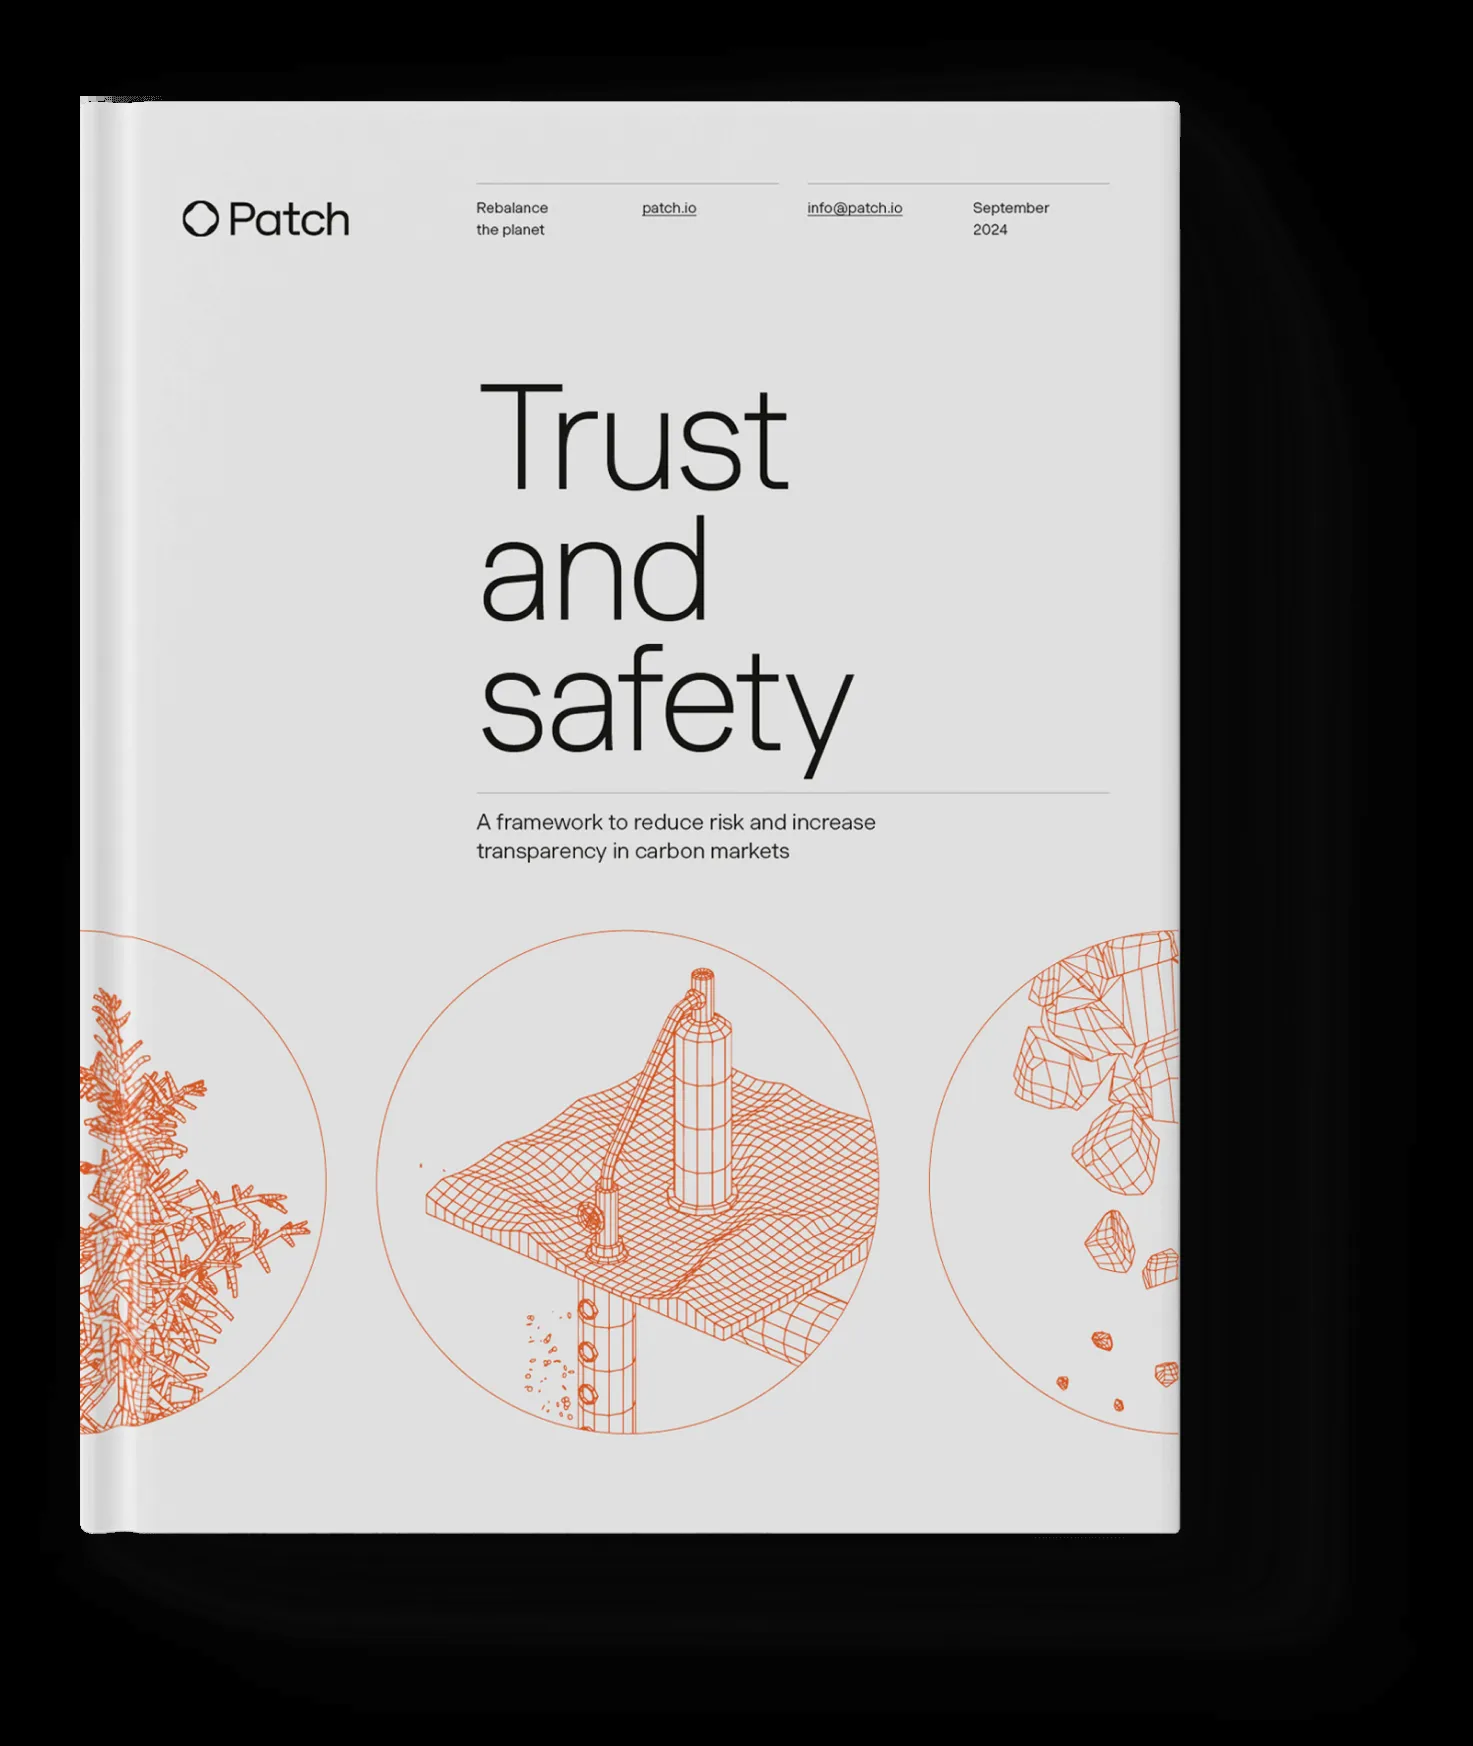 Patch
Rebalance
the planet
patch.io
info@patch.io
September
2024
Trust
and
safety
A framework to reduce risk and increase
transparency in carbon markets